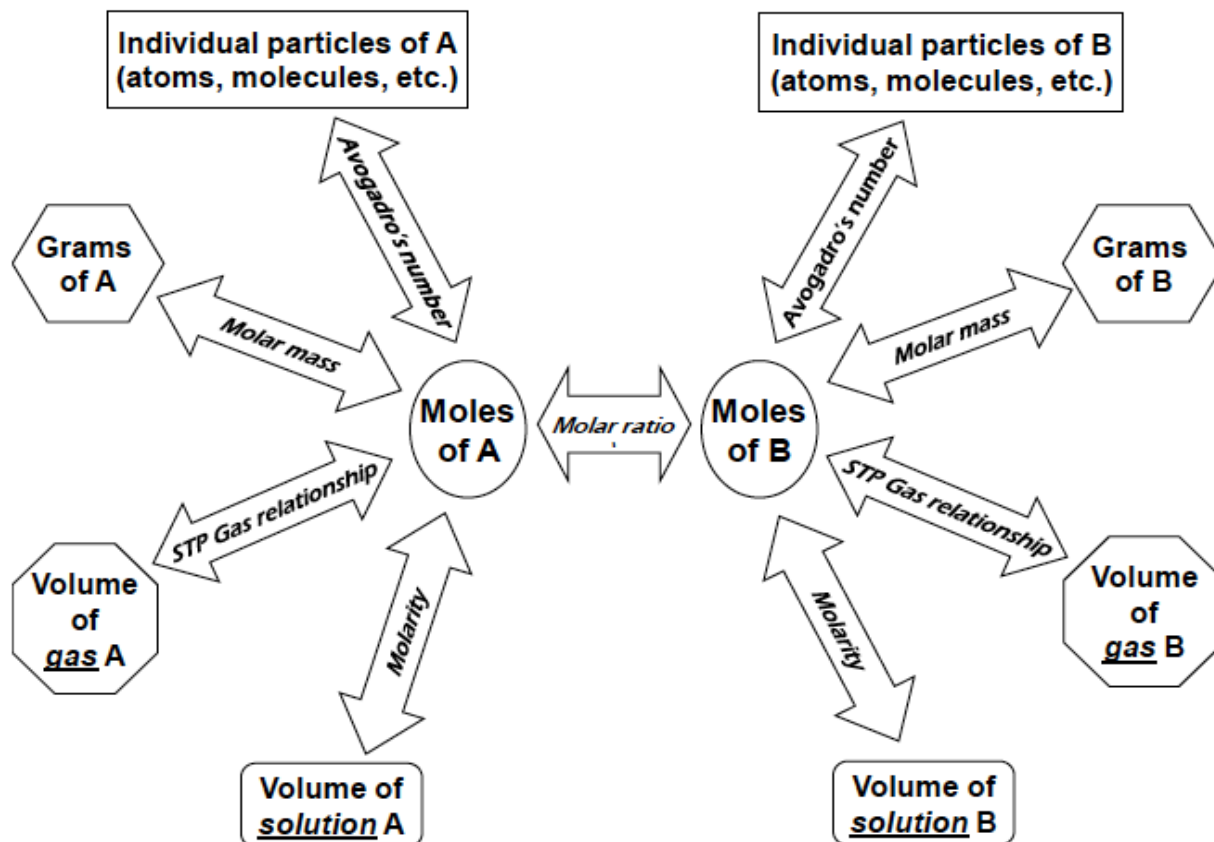 Individual particles of A
(atoms, molecules, etc.)
Individual particles of B
(atoms, molecules, etc.)
Avogadro's number
Avogadro's number
Grams
of A
Grams
of B
Molar mass
Molar mass
Moles
of A
Molar ratio
Moles
of B
STP Gas relationship
STP Gas relationship
Volume
of
gas A
Volume
of
gas B
Molarity
Molarity
Volume of
solution A
Volume of
solution B